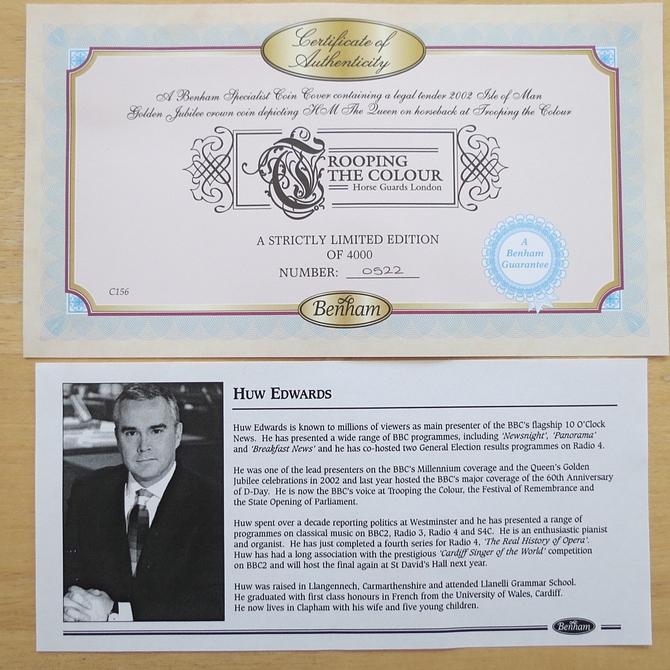 Certificate of
Authenticity
A Benham Specialist Coin Cover containing a legal tender 2002 Isle of Man
Golden Jubilee crown coin depicting HM The Queen on horseback at Trooping the Colour
TROOPING
THE COLOUR
Horse Guards London
A STRICTLY LIMITED EDITION
OF 4000
NUMBER: 0522
A
Benham
Guarantee
C156
Benham
HUW EDWARDS
Huw Edwards is known to millions of viewers as main presenter of the BBC's flagship 10 O'Clock
News. He has presented a wide range of BBC programmes, including 'Newsnight', 'Panorama'
and 'Breakfast News' and he has co-hosted two General Election results programmes on Radio 4.
He was one of the lead presenters on the BBC's Millennium coverage and the Queen's Golden
Jubilee celebrations in 2002 and last year hosted the BBC's major coverage of the 60th Anniversary
of D-Day. He is now the BBC's voice at Trooping the Colour, the Festival of Remembrance and
the State Opening of Parliament.
Huw spent over a decade reporting politics at Westminster and he has presented a range of
programmes on classical music on BBC2, Radio 3, Radio 4 and S4C. He is an enthusiastic pianist
and organist. He has just completed a fourth series for Radio 4, 'The Real History of Opera'.
Huw has had a long association with the prestigious 'Cardiff Singer of the World' competition
on BBC2 and will host the final again at St David's Hall next year.
Huw was raised in Llangennech, Carmarthenshire and attended Llanelli Grammar School.
He graduated with first class honours in French from the University of Wales, Cardiff.
He now lives in Clapham with his wife and five young children.
Benham